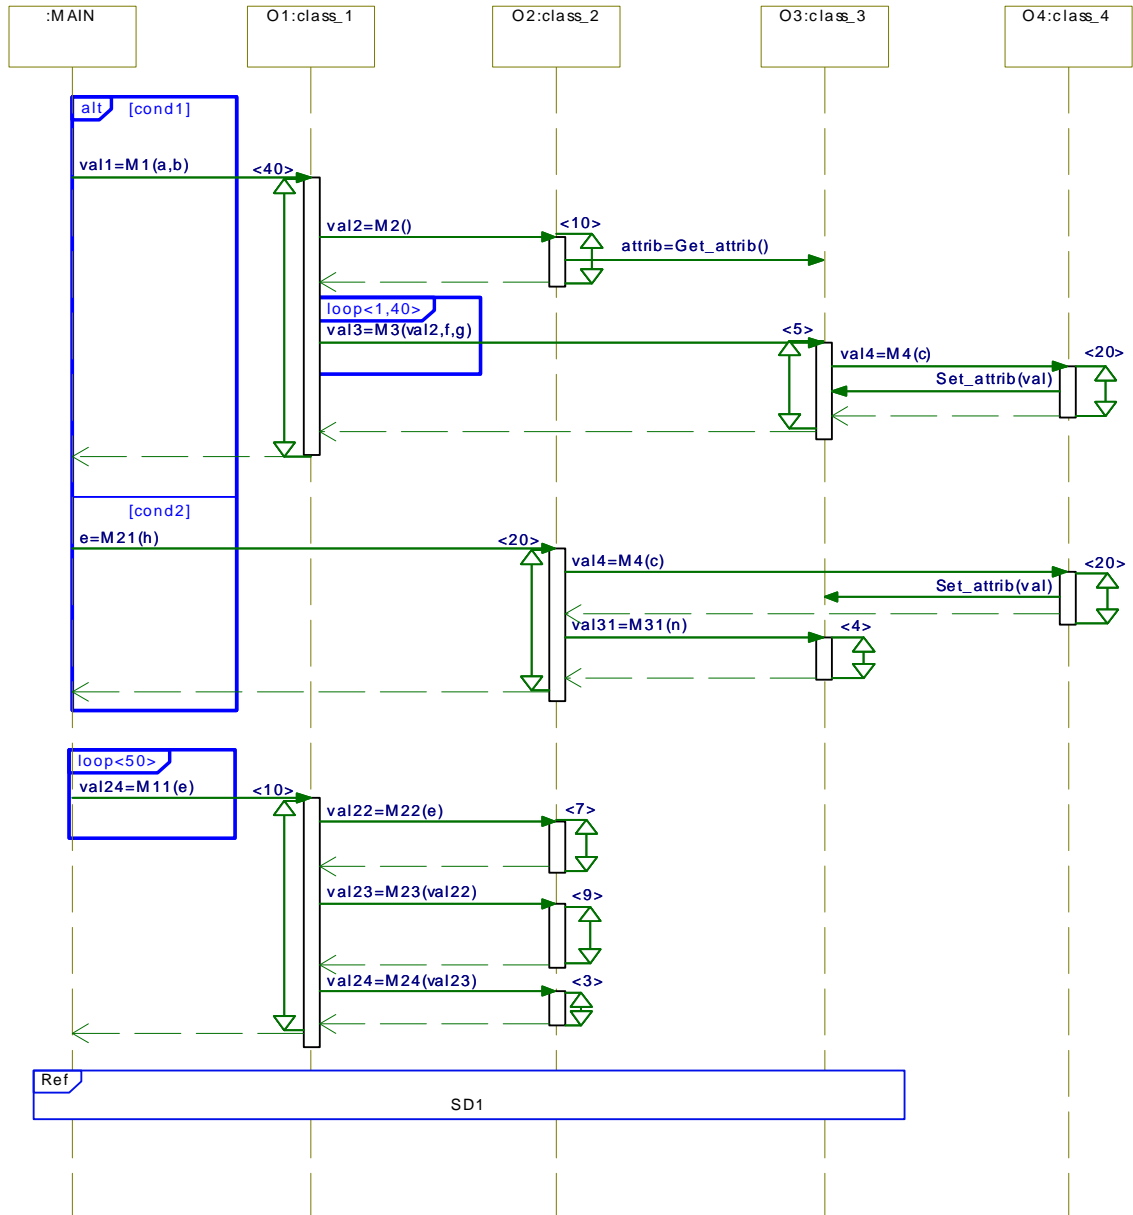 :MAIN
O1:class_1
O2:class_2
O3:class_3
O4:class_4
alt
[cond1]
val1=M1(a,b)
<40>
val2=M2()
<10>
attrib=Get_attrib()
loop<1,40>
val3=M3(val2,f,g)
<5>
val4=M4(c)
<20>
Set_attrib(val)
[cond2]
e=M21(h)
<20>
val4=M4(c)
<20>
Set_attrib(val)
val31=M31(n)
<4>
loop<50>
val24=M11(e)
<10>
val22=M22(e)
<7>
val23=M23(val22)
<9>
val24=M24(val23)
<3>
Ref
SD1